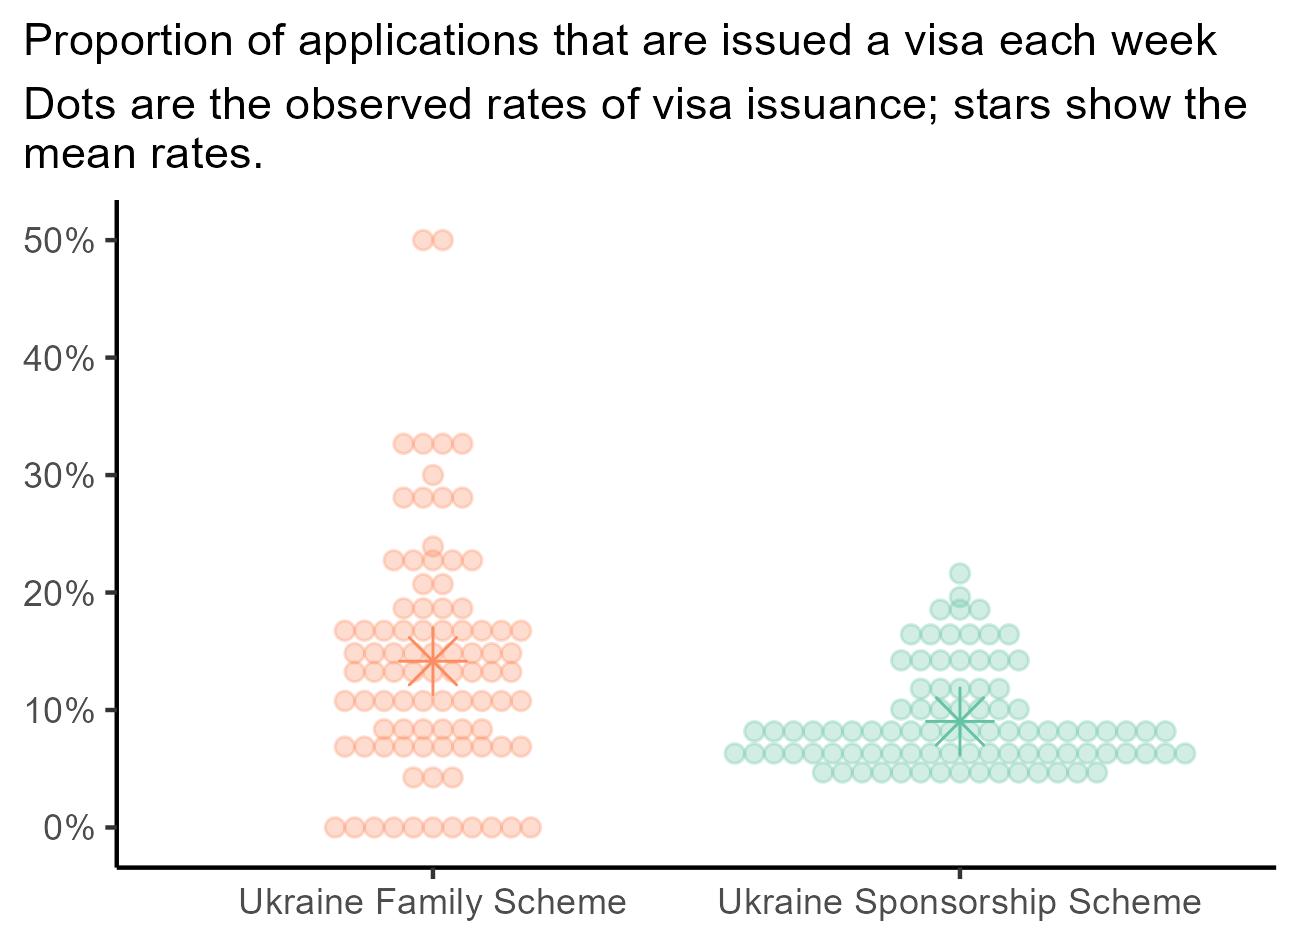 Proportion of applications that are issued a visa each week
Dots are the observed rates of visa issuance; stars show the
mean rates.
50%
40%
30%
20%
10%
0%
Ukraine Family Scheme
Ukraine Sponsorship Scheme